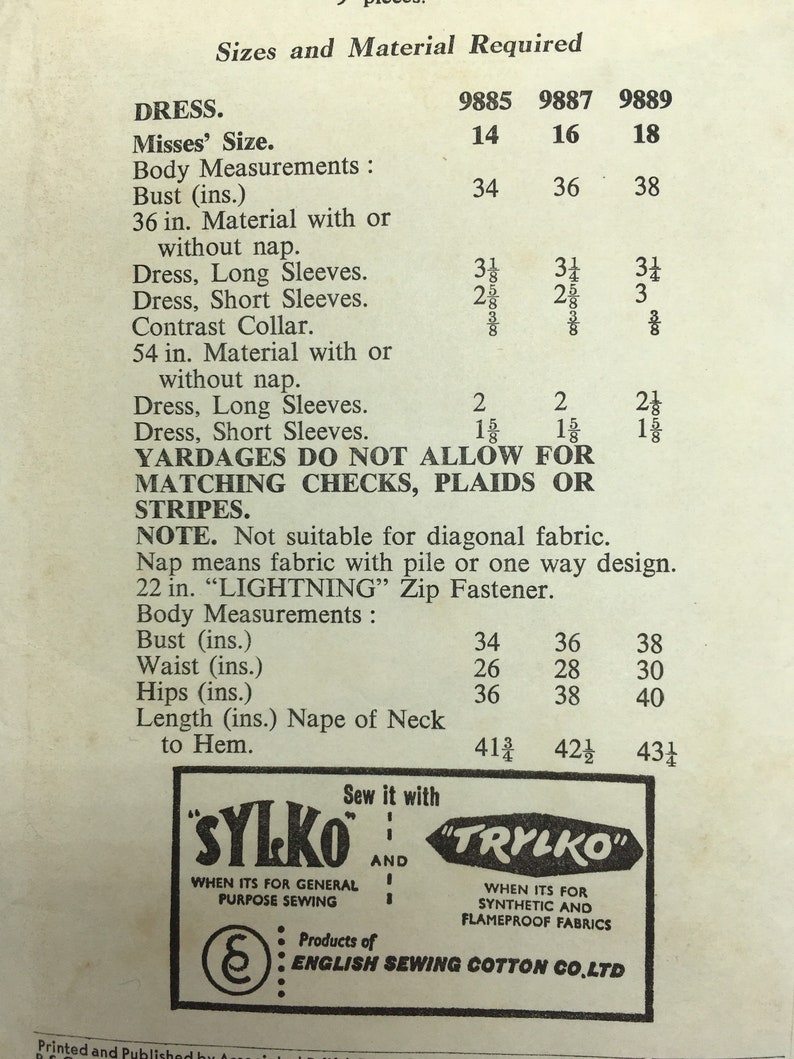 9 pieces.
Sizes and Material Required
DRESS. 9885 9887 9889
Misses' Size. 14 16 18
Body Measurements :
Bust (ins.) 34 36 38
36 in. Material with or
without nap.
Dress, Long Sleeves. 3⅛ 3¼ 3¼
Dress, Short Sleeves. 2⅝ 2⅝ 3
Contrast Collar. ⅜ ⅜ ⅜
54 in. Material with or
without nap.
Dress, Long Sleeves. 2 2 2⅛
Dress, Short Sleeves. 1⅝ 1⅝ 1⅝
YARDAGES DO NOT ALLOW FOR
MATCHING CHECKS, PLAIDS OR
STRIPES.
NOTE. Not suitable for diagonal fabric.
Nap means fabric with pile or one way design.
22 in. "LIGHTNING" Zip Fastener.
Body Measurements :
Bust (ins.) 34 36 38
Waist (ins.) 26 28 30
Hips (ins.) 36 38 40
Length (ins.) Nape of Neck
to Hem. 41¾ 42½ 43¼
Sew it with
"SYLKO"
AND
"TRYLKO"
WHEN ITS FOR GENERAL
PURPOSE SEWING
WHEN ITS FOR
SYNTHETIC AND
FLAMEPROOF FABRICS
Products of
ENGLISH SEWING COTTON CO.LTD
Printed and Published by